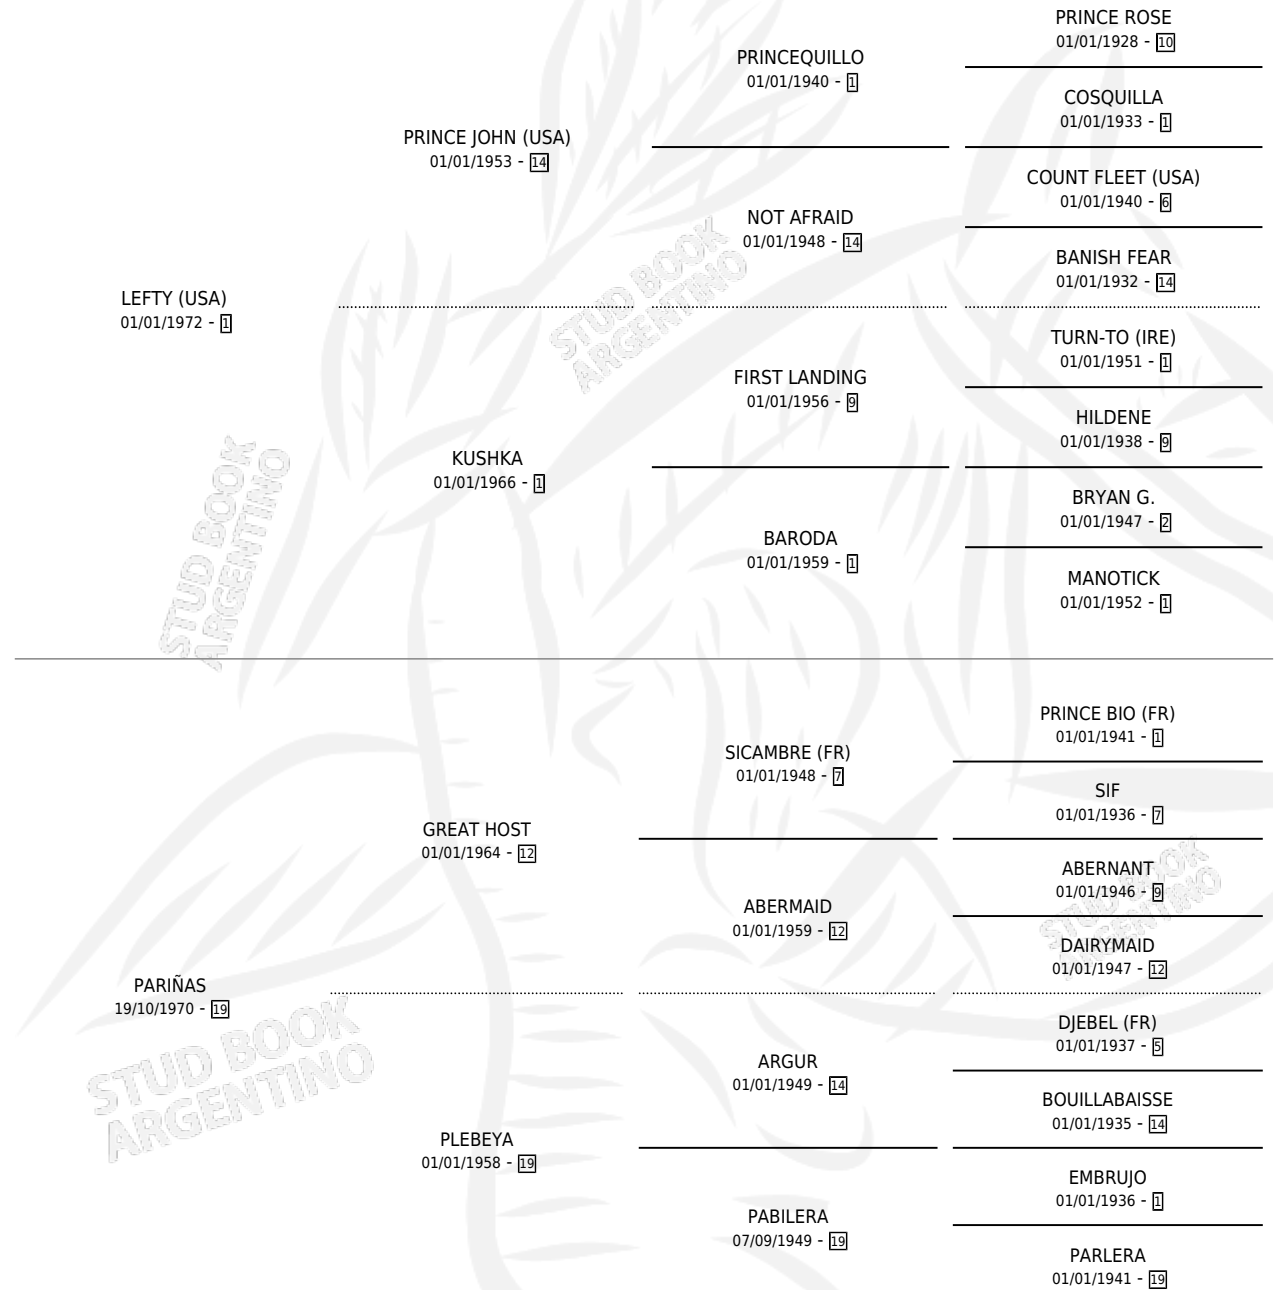 PRINCE ROSE
01/01/1928 - 10
PRINCEQUILLO
01/01/1940 - 1
COSQUILLA
01/01/1933 - 1
PRINCE JOHN (USA)
01/01/1953 - 14
COUNT FLEET (USA)
01/01/1940 - 6
NOT AFRAID
01/01/1948 - 14
BANISH FEAR
01/01/1932 - 14
LEFTY (USA)
01/01/1972 - 1
STUD BOOK
ARGENTINO
TURN-TO (IRE)
01/01/1951 - 1
FIRST LANDING
01/01/1956 - 9
HILDENE
01/01/1938 - 9
KUSHKA
01/01/1966 - 1
BRYAN G.
01/01/1947 - 2
BARODA
01/01/1959 - 1
MANOTICK
01/01/1952 - 1
STUD BOOK
ARGENTINO
PRINCE BIO (FR)
01/01/1941 - 1
SICAMBRE (FR)
01/01/1948 - 7
SIF
01/01/1936 - 7
GREAT HOST
01/01/1964 - 12
ABERNANT
01/01/1946 - 9
ABERMAID
01/01/1959 - 12
STUD BOOK
ARGENTINO
DAIRYMAID
01/01/1947 - 12
PARIÑAS
19/10/1970 - 19
STUD BOOK
ARGENTINO
DJEBEL (FR)
01/01/1937 - 5
ARGUR
01/01/1949 - 14
BOUILLABAISSE
01/01/1935 - 14
PLEBEYA
01/01/1958 - 19
EMBRUJO
01/01/1936 - 1
PABILERA
07/09/1949 - 19
PARLERA
01/01/1941 - 19